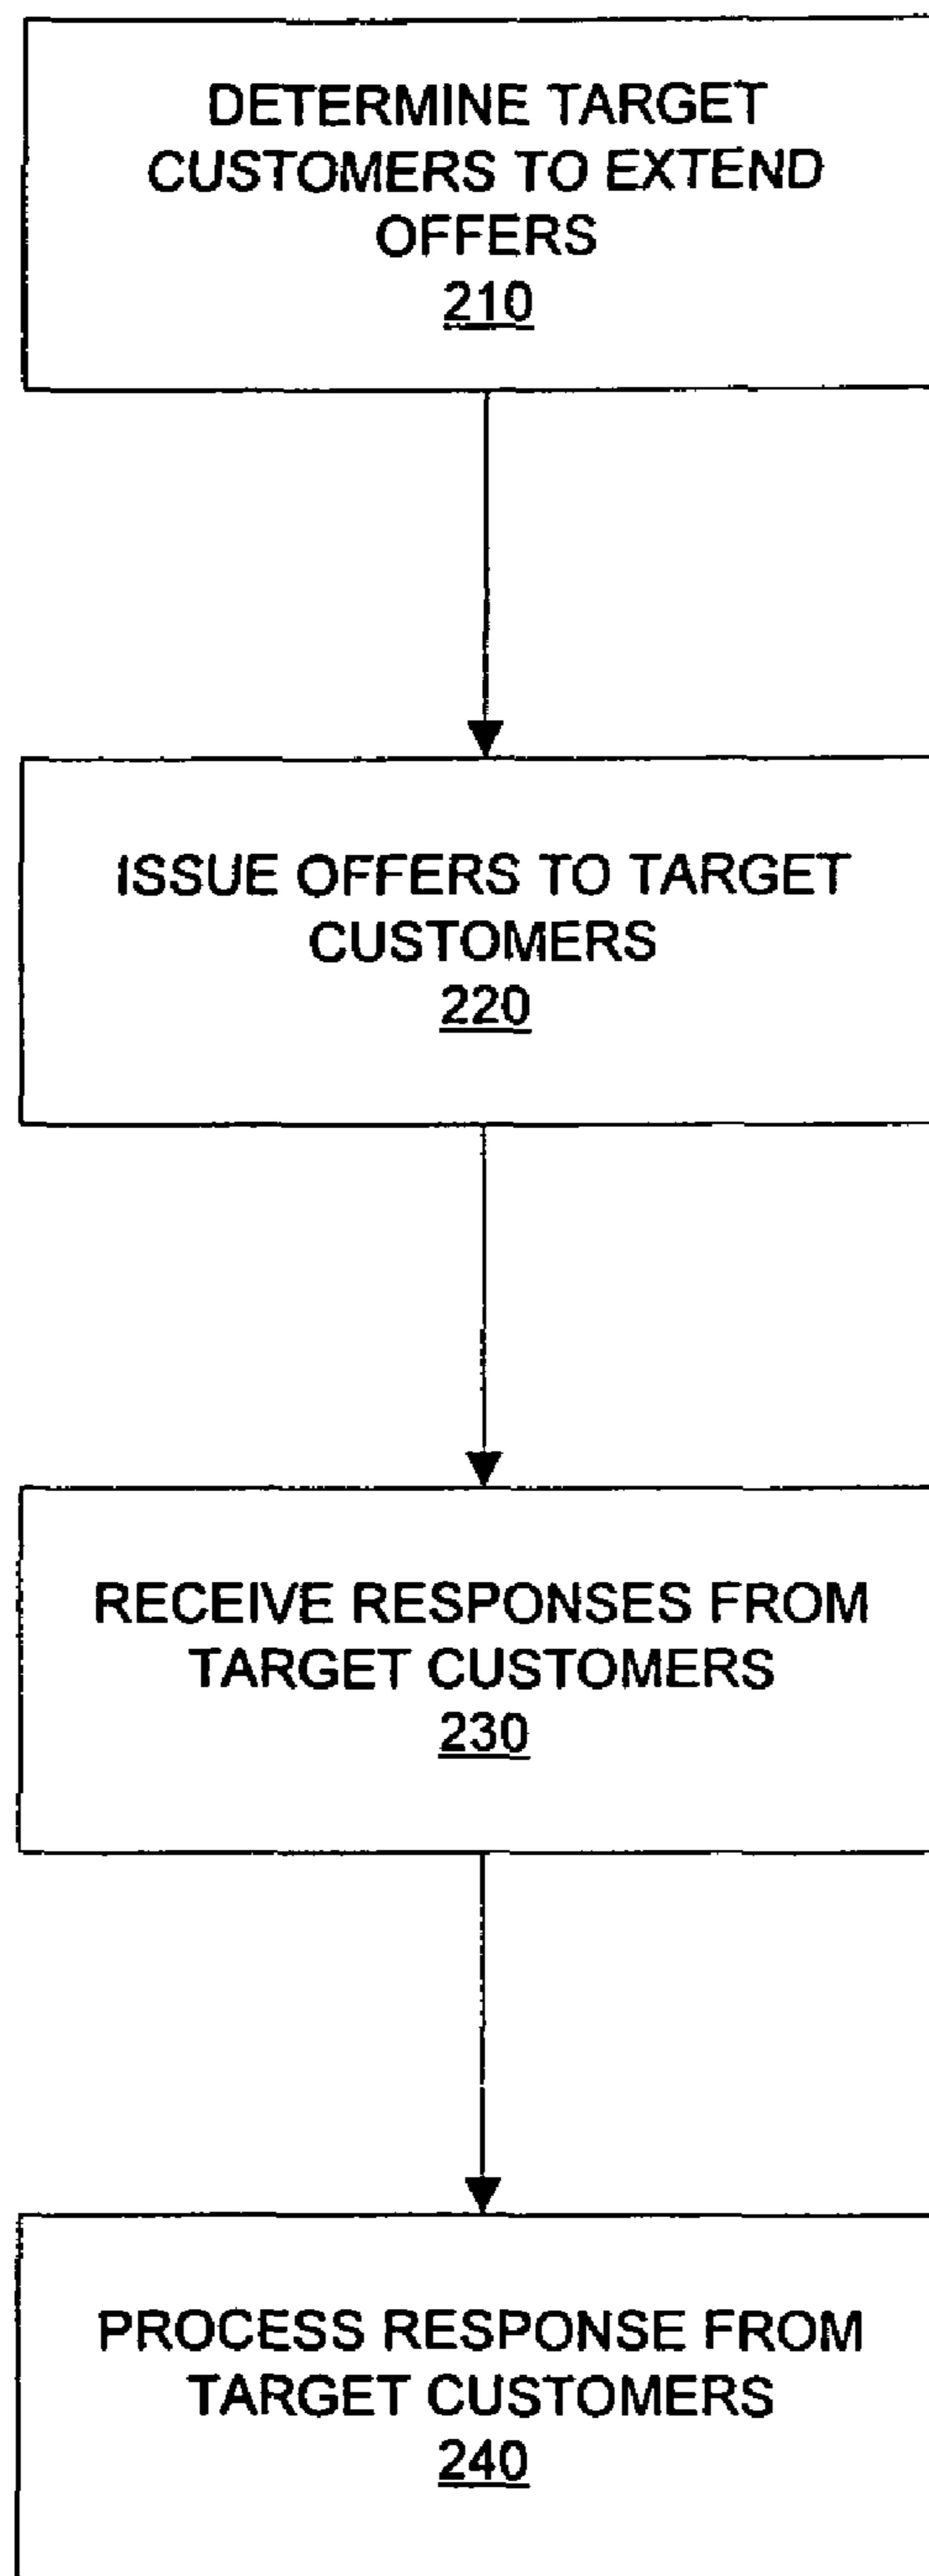 DETERMINE TARGET
CUSTOMERS TO EXTEND
OFFERS
210
ISSUE OFFERS TO TARGET
CUSTOMERS
220
RECEIVE RESPONSES FROM
TARGET CUSTOMERS
230
PROCESS RESPONSE FROM
TARGET CUSTOMERS
240